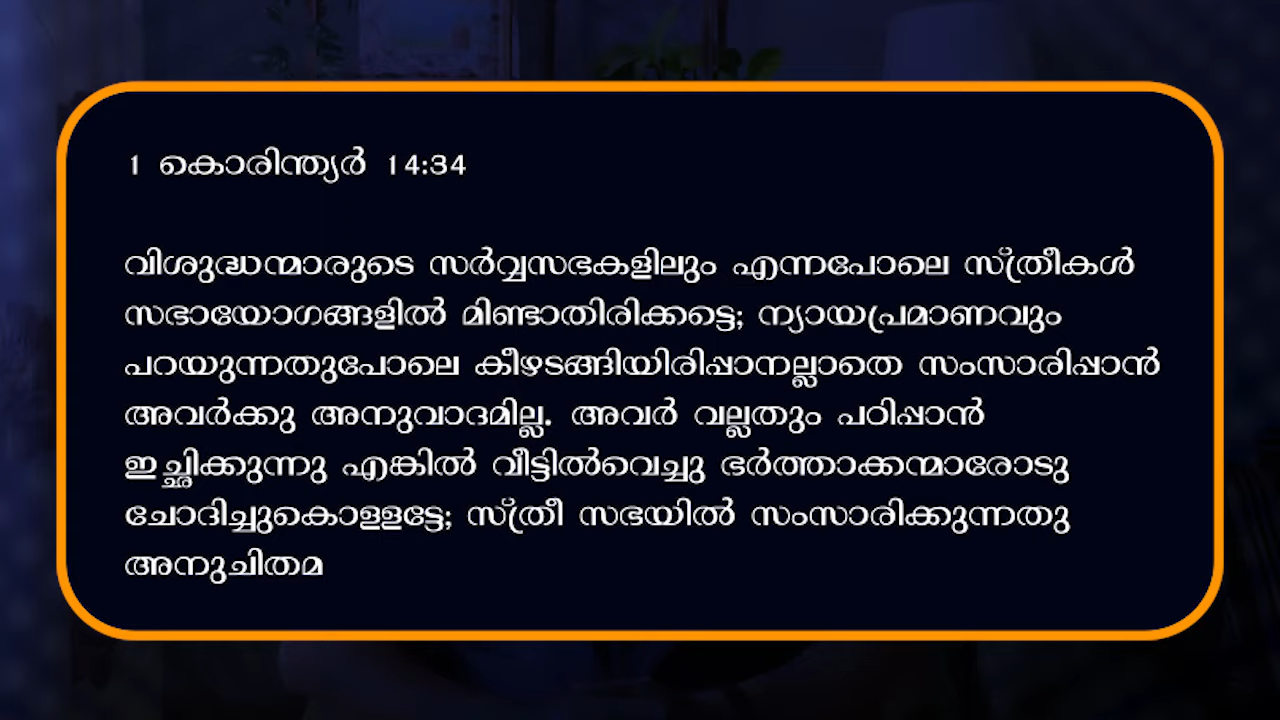 1 കൊരിന്ത്യർ 14:34
വിശുദ്ധന്മാരുടെ സർവ്വസഭകളിലും എന്നപോലെ സ്ത്രീകൾ
സഭായോഗങ്ങളിൽ മിണ്ടാതിരിക്കട്ടെ; ന്യായപ്രമാണവും
പറയുന്നതുപോലെ കീഴടങ്ങിയിരിപ്പാനല്ലാതെ സംസാരിപ്പാൻ
അവർക്കു അനുവാദമില്ല. അവർ വല്ലതും പഠിപ്പാൻ
ഇച്ഛിക്കുന്നു എങ്കിൽ വീട്ടിൽവെച്ചു ഭർത്താക്കന്മാരോടു
ചോദിച്ചുകൊളളട്ടേ; സ്ത്രീ സഭയിൽ സംസാരിക്കുന്നതു
അനുചിതമ